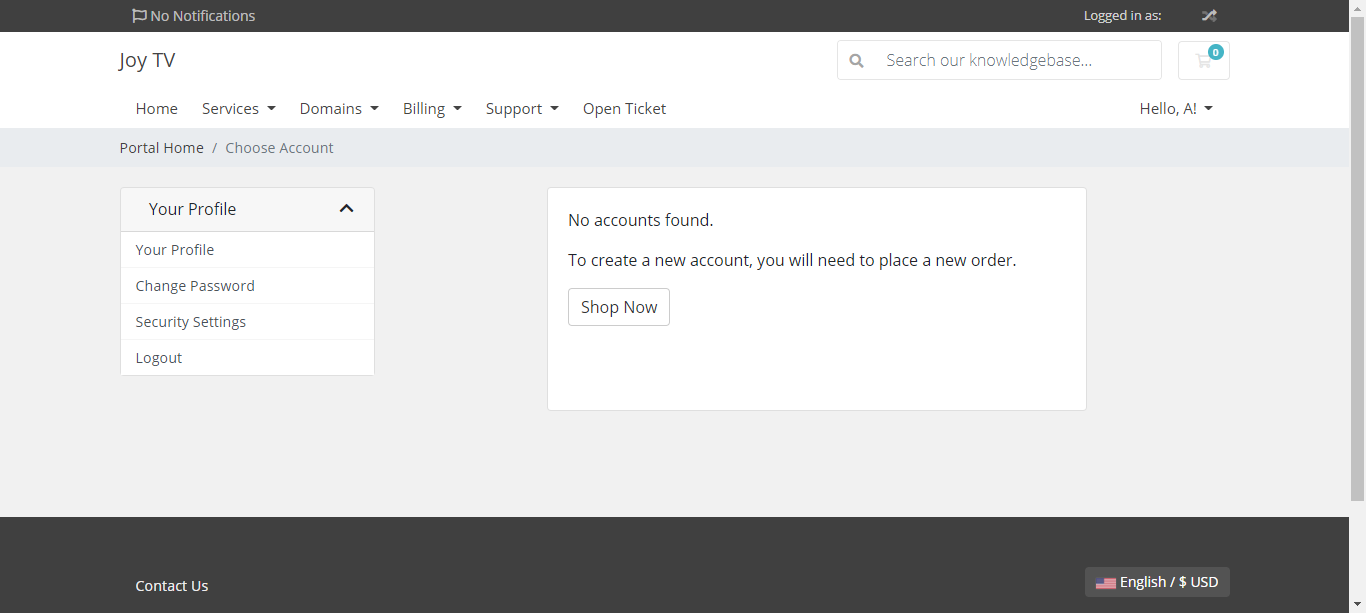 No Notifications
Logged in as:
Joy TV
Search our knowledgebase...
0
Home Services Domains Billing Support Open Ticket
Hello, A!
Portal Home / Choose Account
Your Profile
Your Profile
Change Password
Security Settings
Logout
No accounts found.
To create a new account, you will need to place a new order.
Shop Now
Contact Us
English / $ USD